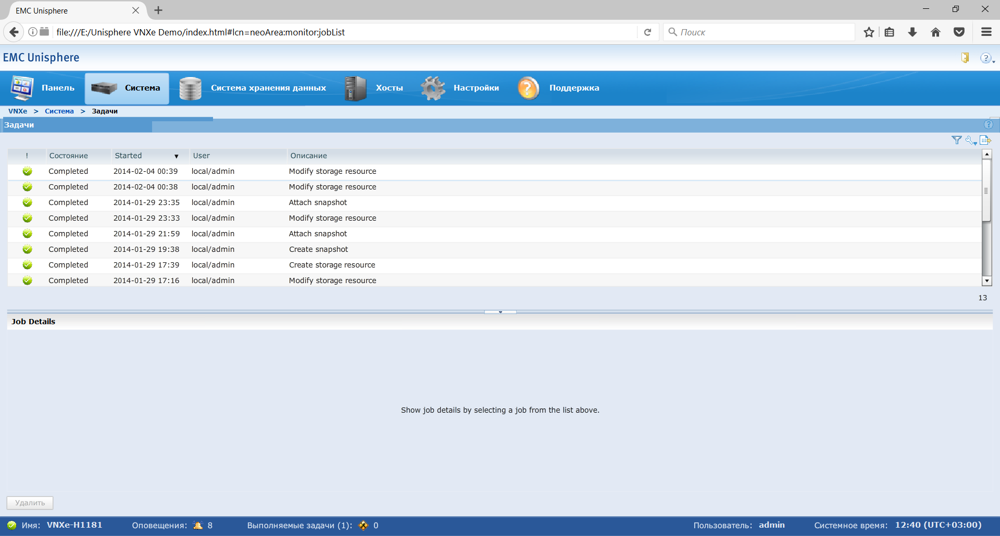 EMC Unisphere
file:///E:/Unisphere VNXe Demo/index.html#lcn=neoArea:monitor:jobList
Поиск
EMC Unisphere
Панель Система Система хранения данных Хосты Настройки Поддержка
VNXe > Система > Задачи
Задачи
! Состояние Started User Описание
Completed 2014-02-04 00:39 local/admin Modify storage resource
Completed 2014-02-04 00:38 local/admin Modify storage resource
Completed 2014-01-29 23:35 local/admin Attach snapshot
Completed 2014-01-29 23:33 local/admin Modify storage resource
Completed 2014-01-29 21:59 local/admin Attach snapshot
Completed 2014-01-29 19:38 local/admin Create snapshot
Completed 2014-01-29 17:39 local/admin Create storage resource
Completed 2014-01-29 17:16 local/admin Modify storage resource
13
Job Details
Show job details by selecting a job from the list above.
Удалить
Имя: VNXe-H1181 Оповещения: 8 Выполняемые задачи (1): 0 Пользователь: admin Системное время: 12:40 (UTC+03:00)